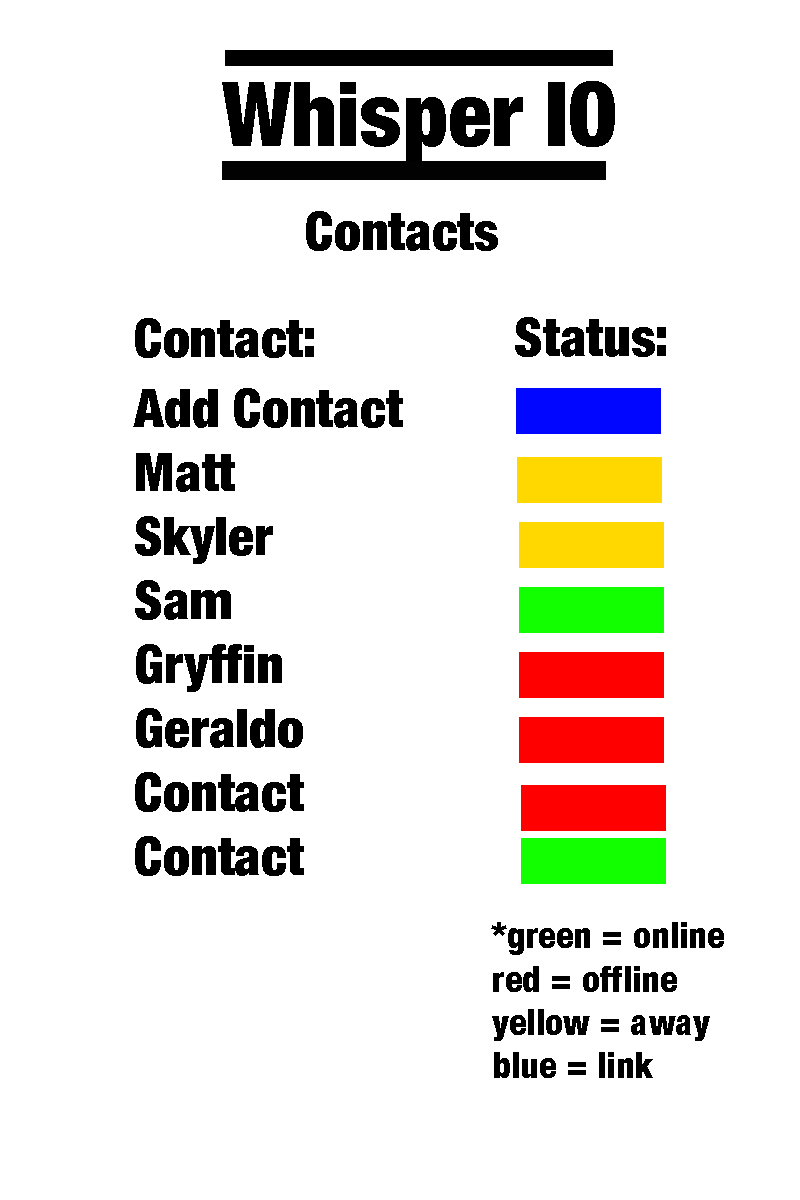 Whisper IO
Contacts
Contact: Status:
Add Contact
Matt
Skyler
Sam
Gryffin
Geraldo
Contact
Contact
*green = online
red = offline
yellow = away
blue = link